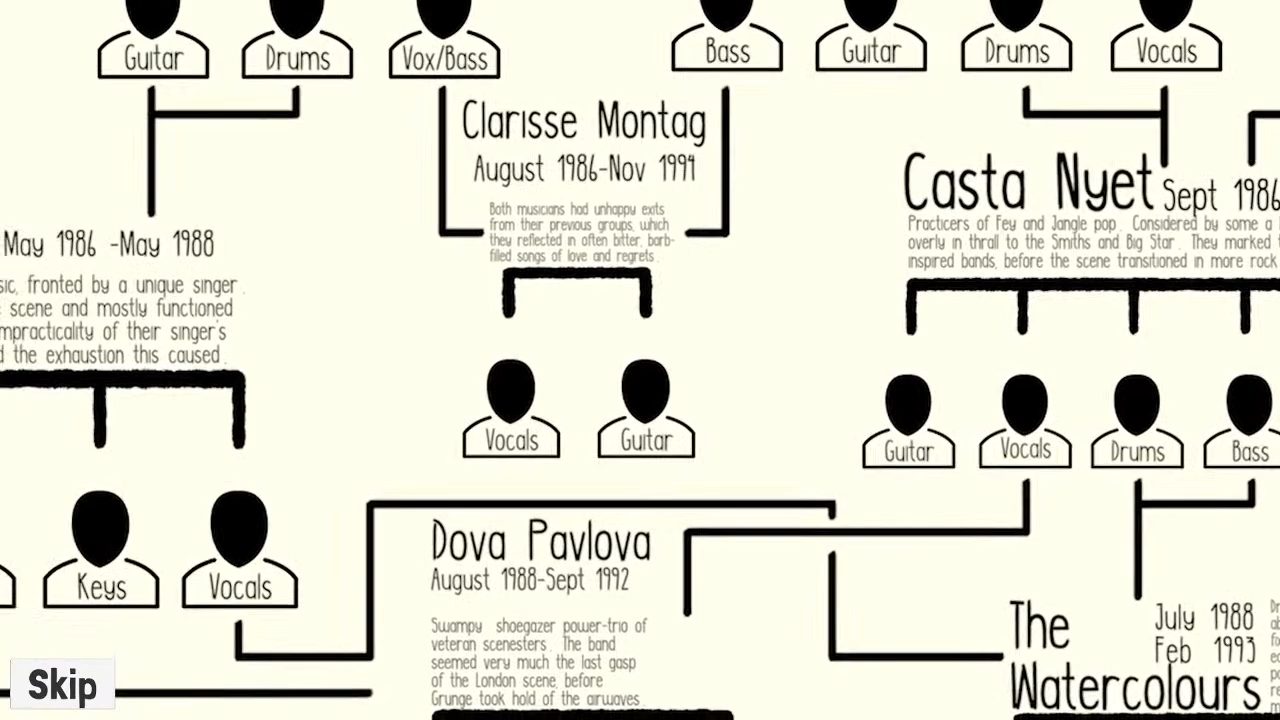 Guitar
Drums
Vox/Bass
Bass
Guitar
Drums
Vocals
Clarisse Montag
August 1986-Nov 1994
Both musicians had unhappy exits
from their previous groups, which
they reflected in often bitter, barb-
filled songs of love and regrets.
Casta Nyet Sept 1986
Practicers of Fey and Jangle pop. Considered by some a
overly in thrall to the Smiths and Big Star. They marked
inspired bands, before the scene transitioned in more rock
May 1986 -May 1988
sic, fronted by a unique singer.
scene and mostly functioned
mpracticality of their singer's
d the exhaustion this caused.
Vocals
Guitar
Guitar
Vocals
Drums
Bass
Keys
Vocals
Dova Pavlova
August 1988-Sept 1992
Swampy shoegazer power-trio of
veteran scenesters. The band
seemed very much the last gasp
of the London scene, before
Grunge took hold of the airwaves.
The
Watercolours
July 1988
Feb 1993
Skip